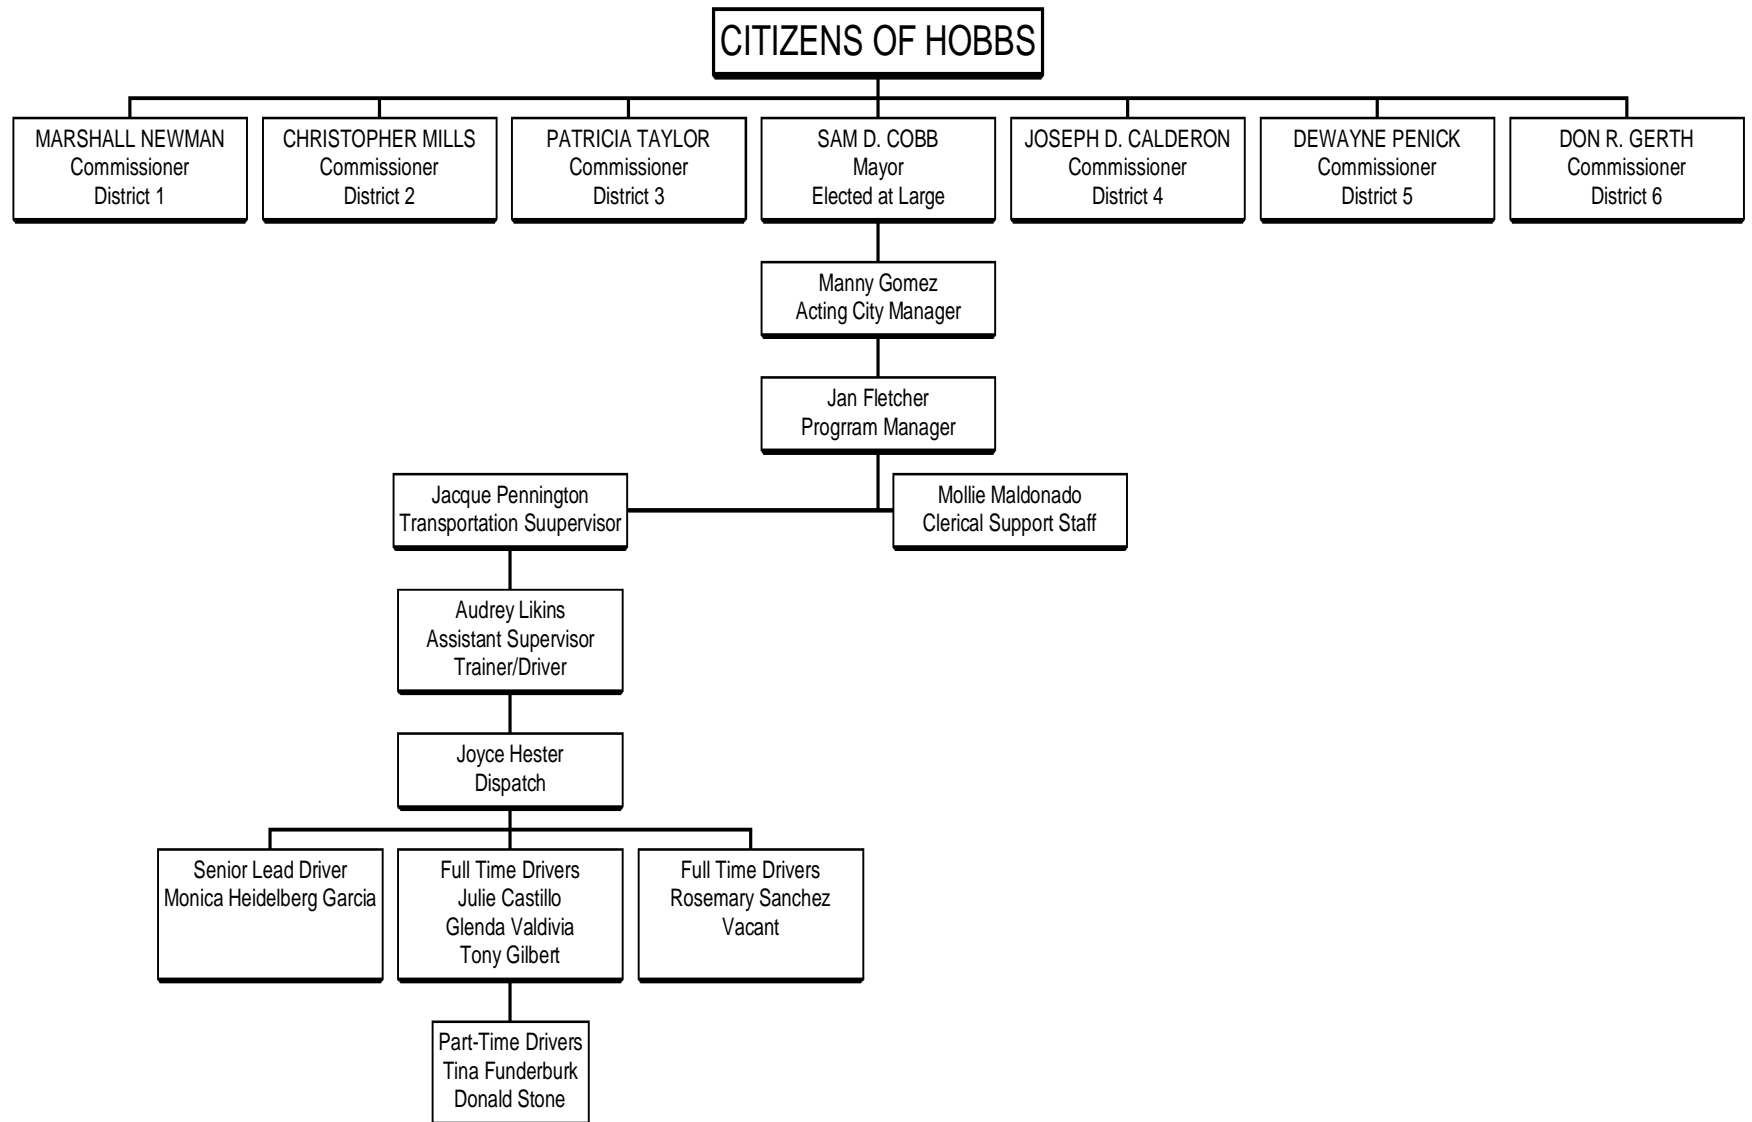 CITIZENS OF HOBBS
MARSHALL NEWMAN
Commissioner
District 1
CHRISTOPHER MILLS
Commissioner
District 2
PATRICIA TAYLOR
Commissioner
District 3
SAM D. COBB
Mayor
Elected at Large
JOSEPH D. CALDERON
Commissioner
District 4
DEWAYNE PENICK
Commissioner
District 5
DON R. GERTH
Commissioner
District 6
Manny Gomez
Acting City Manager
Jan Fletcher
Progrram Manager
Jacque Pennington
Transportation Suupervisor
Mollie Maldonado
Clerical Support Staff
Audrey Likins
Assistant Supervisor
Trainer/Driver
Joyce Hester
Dispatch
Senior Lead Driver
Monica Heidelberg Garcia
Full Time Drivers
Julie Castillo
Glenda Valdivia
Tony Gilbert
Full Time Drivers
Rosemary Sanchez
Vacant
Part-Time Drivers
Tina Funderburk
Donald Stone